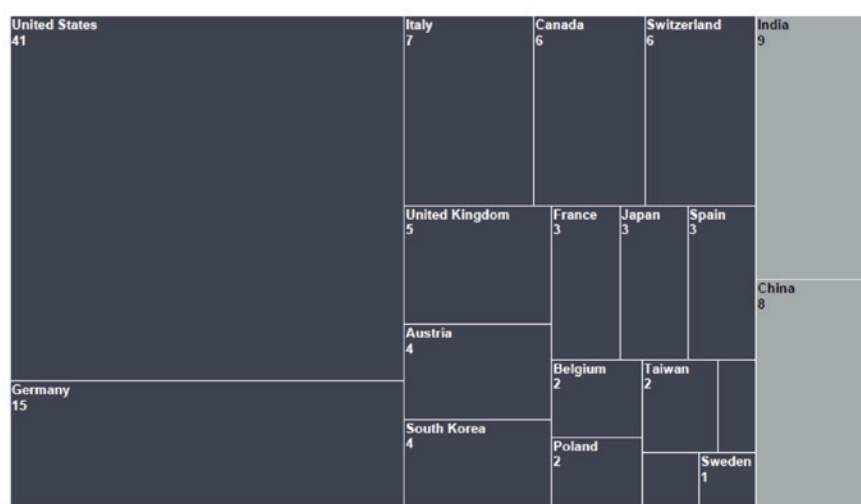 United States
41
Italy
7
Canada
6
Switzerland
6
India
9
United Kingdom
5
France
3
Japan
3
Spain
3
China
8
Austria
4
Germany
15
Belgium
2
Taiwan
2
South Korea
4
Poland
2
Sweden
1